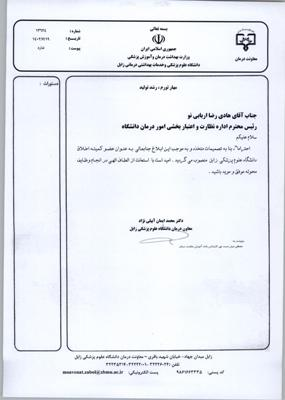 بسمه تعالی
جمهوری اسلامی ایران
وزارت بهداشت درمان و آموزش پزشکی
دانشگاه علوم پزشکی و خدمات بهداشتی درمانی زابل
شماره :
تاریخ :
پیوست : ندارد
معاونت درمان
دستورات :
مهار تورم ، رشد تولید
جناب آقای هادی رضا اربابی نو
رئیس محترم اداره نظارت و اعتبار بخشی امور درمان دانشگاه
سلام علیکم
احتراماً، بنا به تصمیمات متخذه و به موجب این ابلاغ جنابعالی به عنوان عضو کمیته اخلاق
دانشگاه علوم پزشکی زابل منصوب می گردید . امید است با استعانت از الطاف الهی در انجام وظایف
محوله موفق و موید باشید .
دکتر محمد ایمان آئیلی نژاد
معاون درمان دانشگاه علوم پزشکی زابل
زابل میدان جهاد - خیابان شهید باقری - معاونت درمان دانشگاه علوم پزشکی زابل
کد پستی: پست الکترونیکی: moavenat.zabol@zbmu.ac.ir